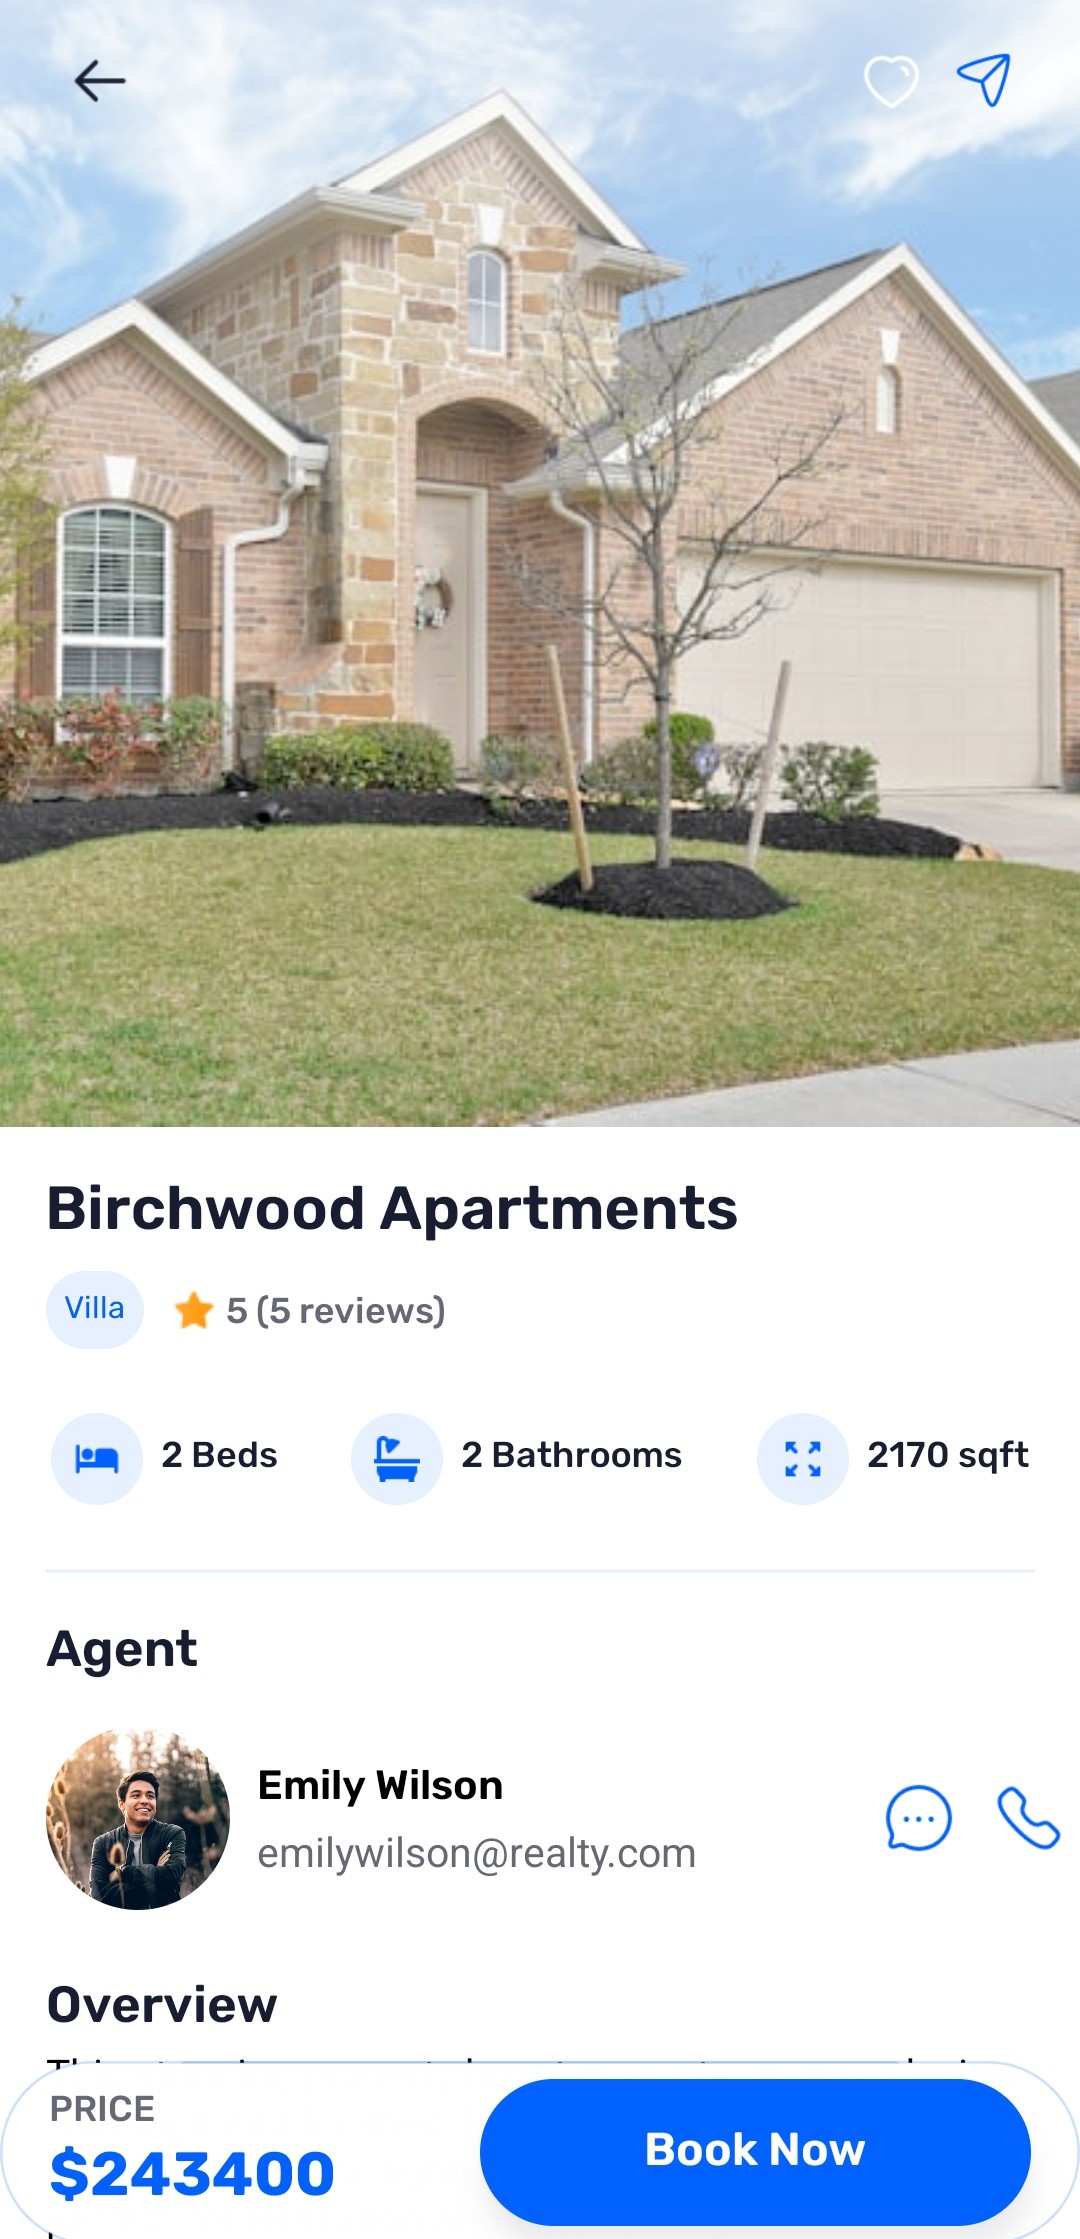 Birchwood Apartments
Villa
5 (5 reviews)
2 Beds
2 Bathrooms
2170 sqft
Agent
Emily Wilson
emilywilson@realty.com
Overview
PRICE
$243400
Book Now